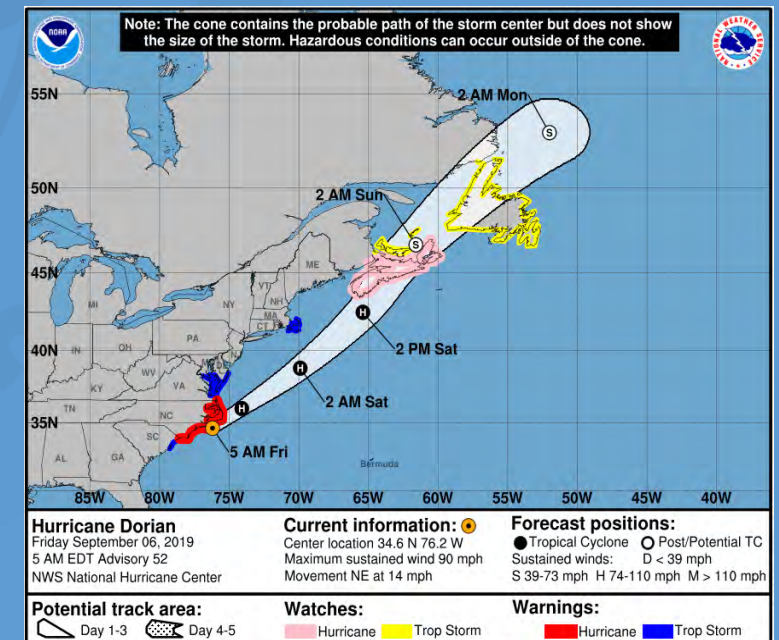 Note: The cone contains the probable path of the storm center but does not show
the size of the storm. Hazardous conditions can occur outside of the cone.
NOAA
NATIONAL WEATHER SERVICE
55N
50N
45N
40N
35N
2 AM Mon
S
2 AM Sun
S
ME
VT
NH
MI
NY
MA
CT
H
2 PM Sat
IN
OH
PA
WV
DE
KY
VA
H
2 AM Sat
TN
NC
H
SC
5 AM Fri
AL
GA
Bermuda
85W 80W 75W 70W 65W 60W 55W 50W 45W 40W
Hurricane Dorian
Friday September 06, 2019
5 AM EDT Advisory 52
NWS National Hurricane Center
Current information:
Center location 34.6 N 76.2 W
Maximum sustained wind 90 mph
Movement NE at 14 mph
Forecast positions:
Tropical Cyclone Post/Potential TC
Sustained winds: D < 39 mph
S 39-73 mph H 74-110 mph M > 110 mph
Potential track area:
Day 1-3 Day 4-5
Watches:
Hurricane Trop Storm
Warnings:
Hurricane Trop Storm